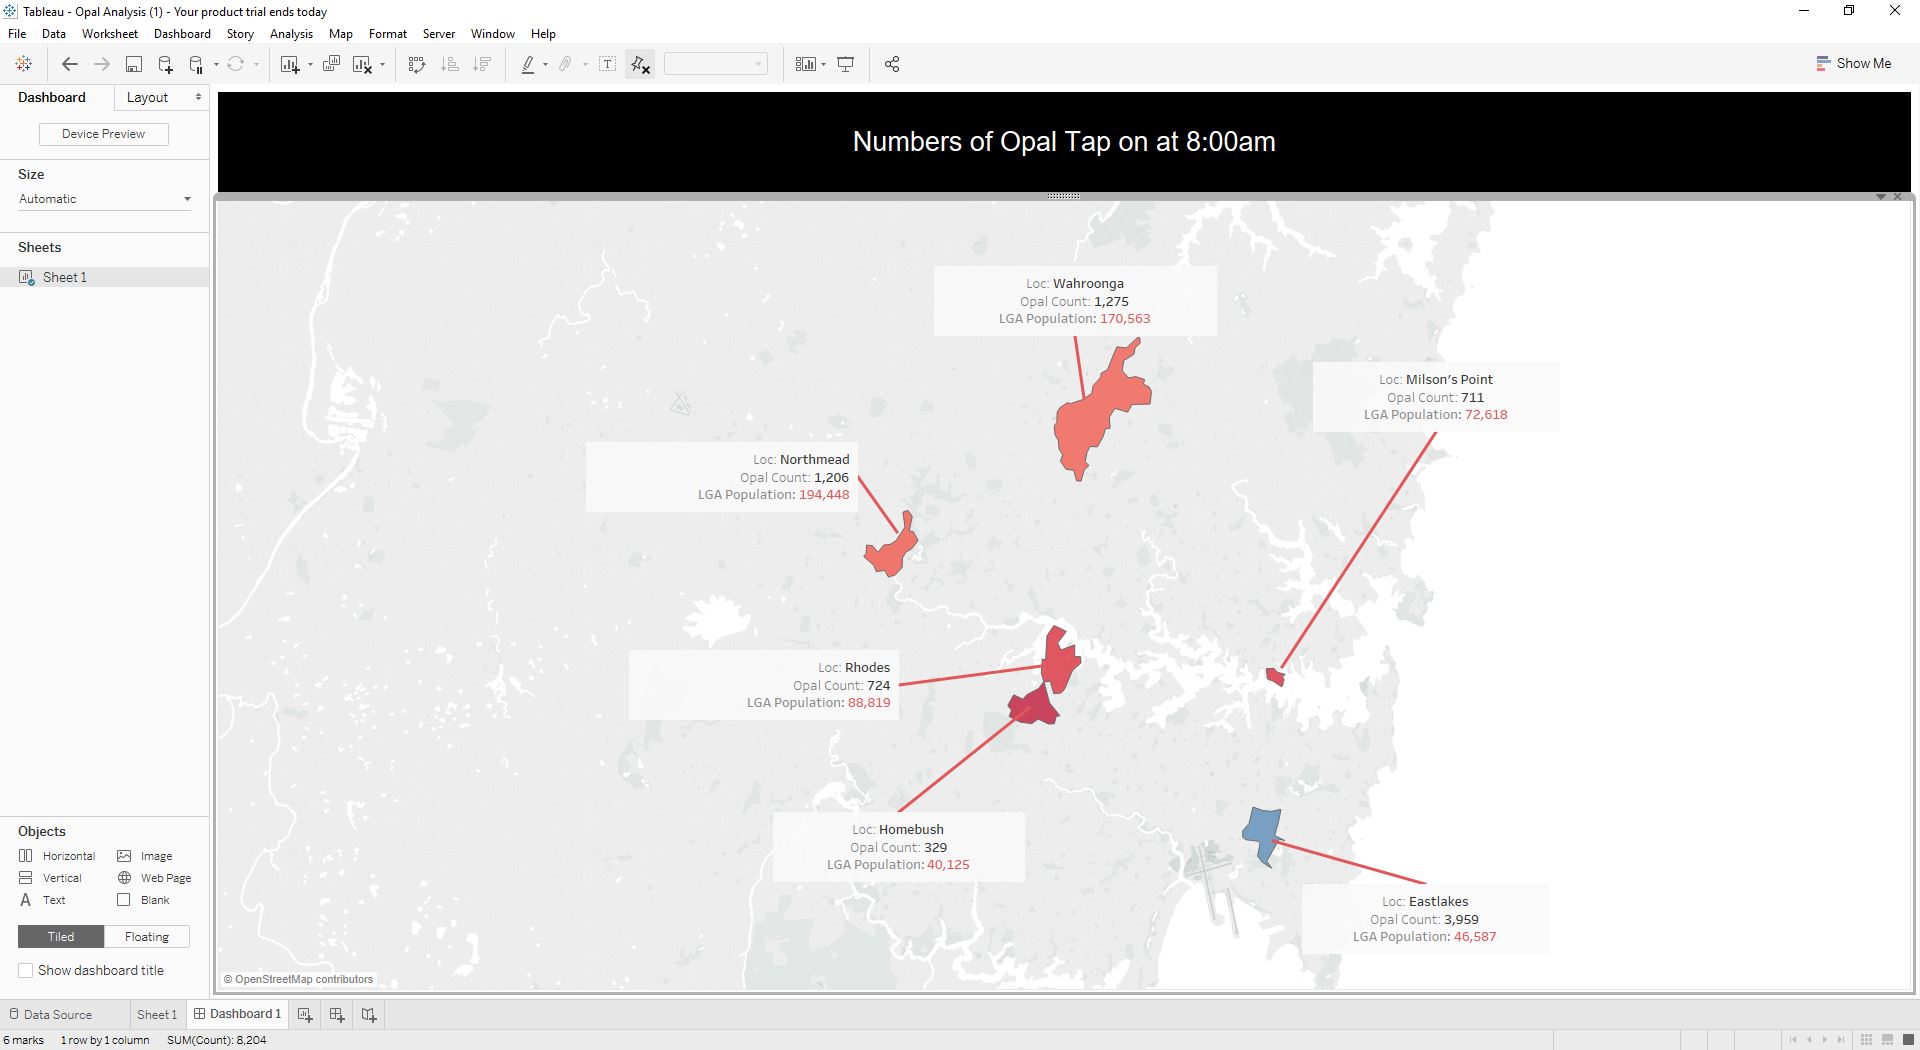 Tableau - Opal Analysis (1) - Your product trial ends today
File Data Worksheet Dashboard Story Analysis Map Format Server Window Help
Show Me
Dashboard Layout
Device Preview
Size
Automatic
Sheets
Sheet 1
Objects
Horizontal Image
Vertical Web Page
A Text Blank
Tiled Floating
Show dashboard title
Numbers of Opal Tap on at 8:00am
Loc: Wahroonga
Opal Count: 1,275
LGA Population: 170,563
Loc: Milson's Point
Opal Count: 711
LGA Population: 72,618
Loc: Northmead
Opal Count: 1,206
LGA Population: 194,448
Loc: Rhodes
Opal Count: 724
LGA Population: 88,819
Loc: Homebush
Opal Count: 329
LGA Population: 40,125
Loc: Eastlakes
Opal Count: 3,959
LGA Population: 46,587
© OpenStreetMap contributors
Data Source Sheet 1 Dashboard 1
6 marks 1 row by 1 column SUM(Count): 8,204